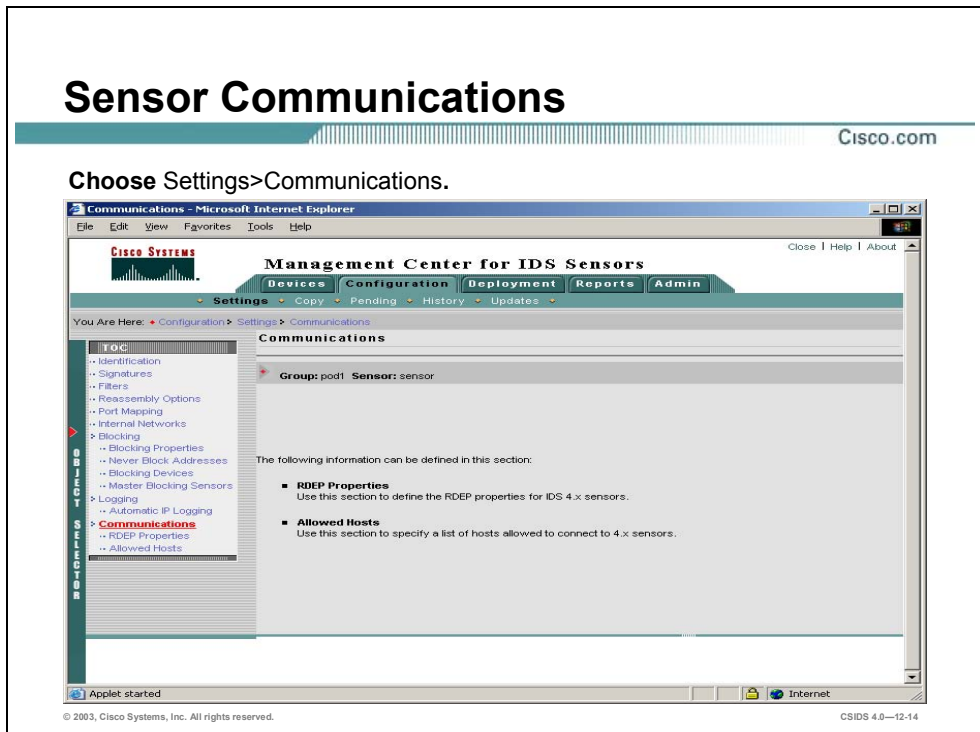 Sensor Communications
Cisco.com
Choose Settings>Communications.
Communications - Microsoft Internet Explorer
File Edit View Favorites Tools Help
Close | Help | About
CISCO SYSTEMS
Management Center for IDS Sensors
Devices Configuration Deployment Reports Admin
Settings Copy Pending History Updates
You Are Here: Configuration > Settings > Communications
TOC
Identification
Signatures
Filters
Reassembly Options
Port Mapping
Internal Networks
Blocking
Blocking Properties
Never Block Addresses
Blocking Devices
Master Blocking Sensors
Logging
Automatic IP Logging
Communications
RDEP Properties
Allowed Hosts
OBJECT SELECTOR
Communications
Group: pod1 Sensor: sensor
The following information can be defined in this section:
RDEP Properties
Use this section to define the RDEP properties for IDS 4.x sensors.
Allowed Hosts
Use this section to specify a list of hosts allowed to connect to 4.x sensors.
Applet started
Internet
© 2003, Cisco Systems, Inc. All rights reserved.
CSIDS 4.0—12-14